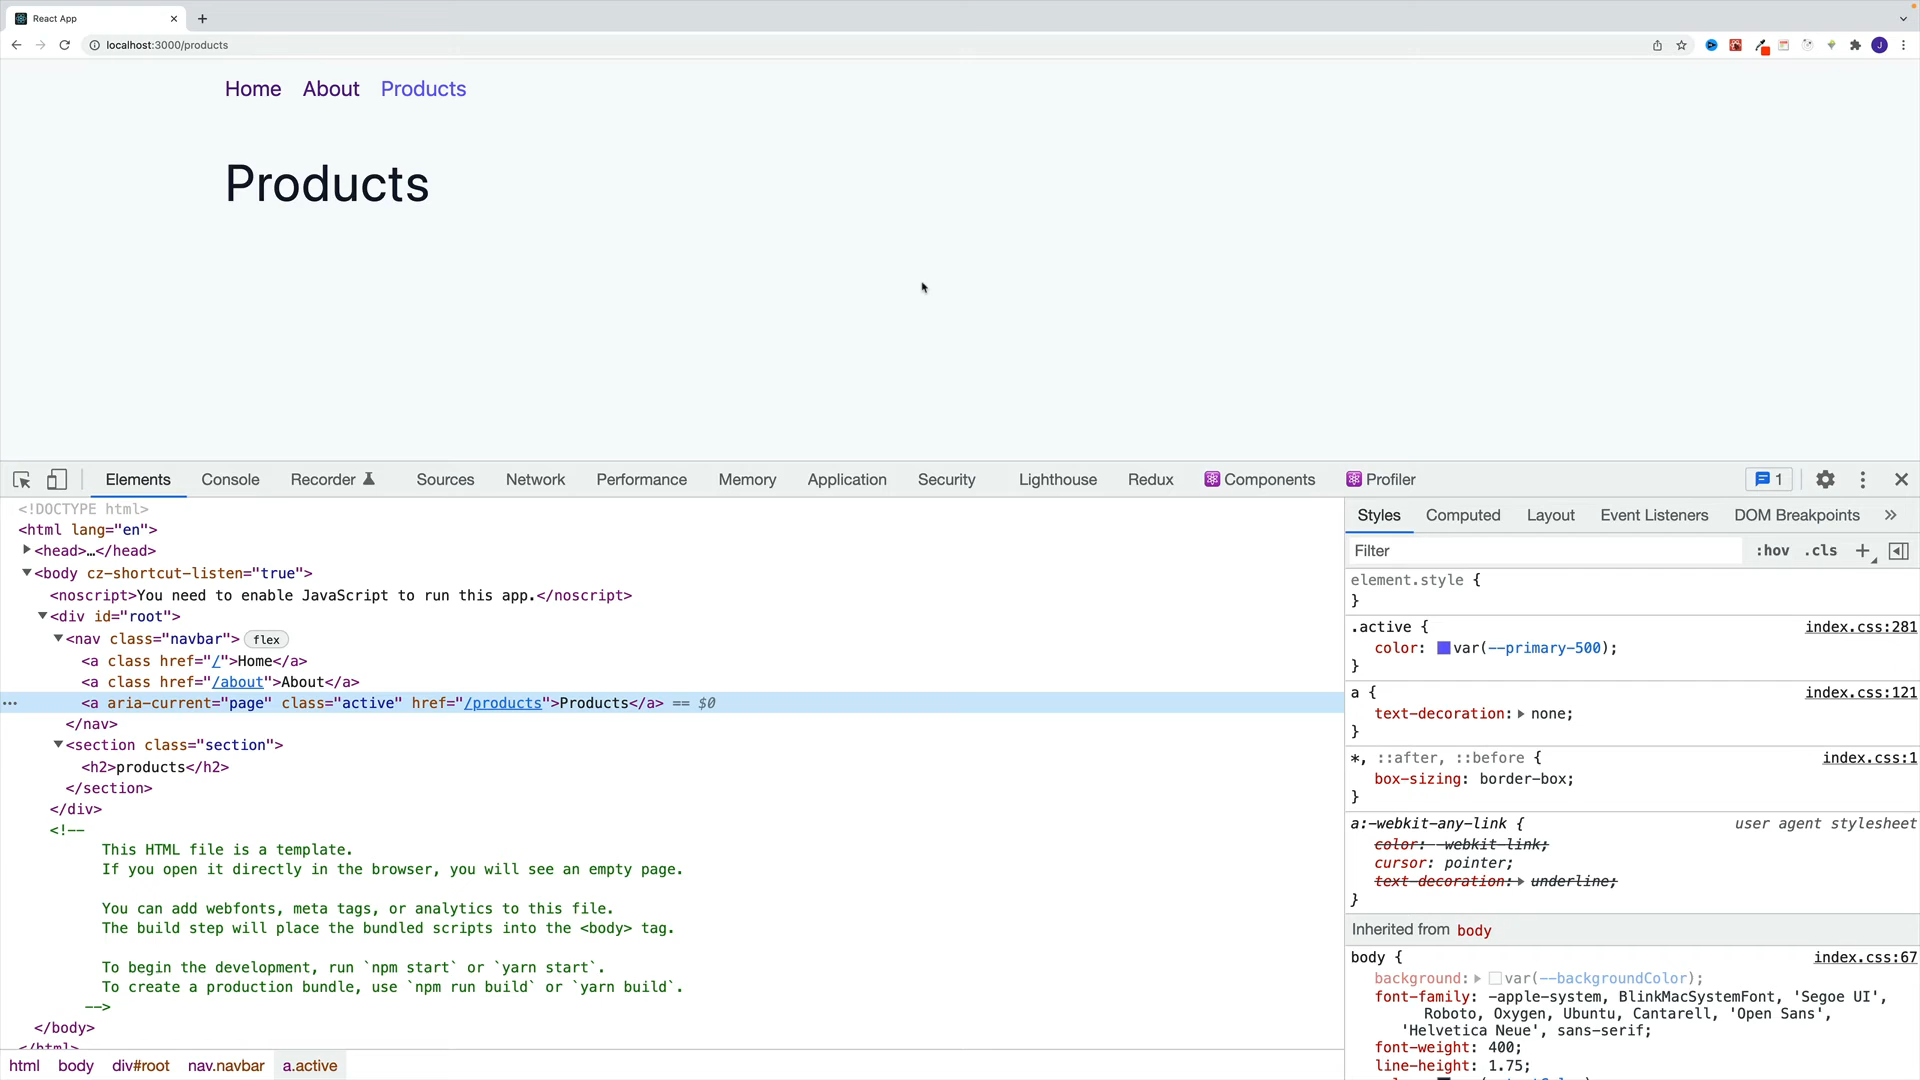 React App
localhost:3000/products
J
Home About Products
Products
Elements Console Recorder Sources Network Performance Memory Application Security Lighthouse Redux Components Profiler 1
<!DOCTYPE html>
<html lang="en">
<head>…</head>
<body cz-shortcut-listen="true">
<noscript>You need to enable JavaScript to run this app.</noscript>
<div id="root">
<nav class="navbar"> flex
<a class href="/">Home</a>
<a class href="/about">About</a>
<a aria-current="page" class="active" href="/products">Products</a> == $0
</nav>
<section class="section">
<h2>products</h2>
</section>
</div>
<!--
This HTML file is a template.
If you open it directly in the browser, you will see an empty page.
You can add webfonts, meta tags, or analytics to this file.
The build step will place the bundled scripts into the <body> tag.
To begin the development, run `npm start` or `yarn start`.
To create a production bundle, use `npm run build` or `yarn build`.
-->
</body>
</html>
html body div#root nav.navbar a.active
Styles Computed Layout Event Listeners DOM Breakpoints »
Filter :hov .cls +
element.style {
}
.active { index.css:281
color: var(--primary-500);
}
a { index.css:121
text-decoration: none;
}
*, ::after, ::before { index.css:1
box-sizing: border-box;
}
a:-webkit-any-link { user agent stylesheet
color: -webkit-link;
cursor: pointer;
text-decoration: underline;
}
Inherited from body
body { index.css:67
background: var(--backgroundColor);
font-family: -apple-system, BlinkMacSystemFont, 'Segoe UI',
Roboto, Oxygen, Ubuntu, Cantarell, 'Open Sans',
'Helvetica Neue', sans-serif;
font-weight: 400;
line-height: 1.75;